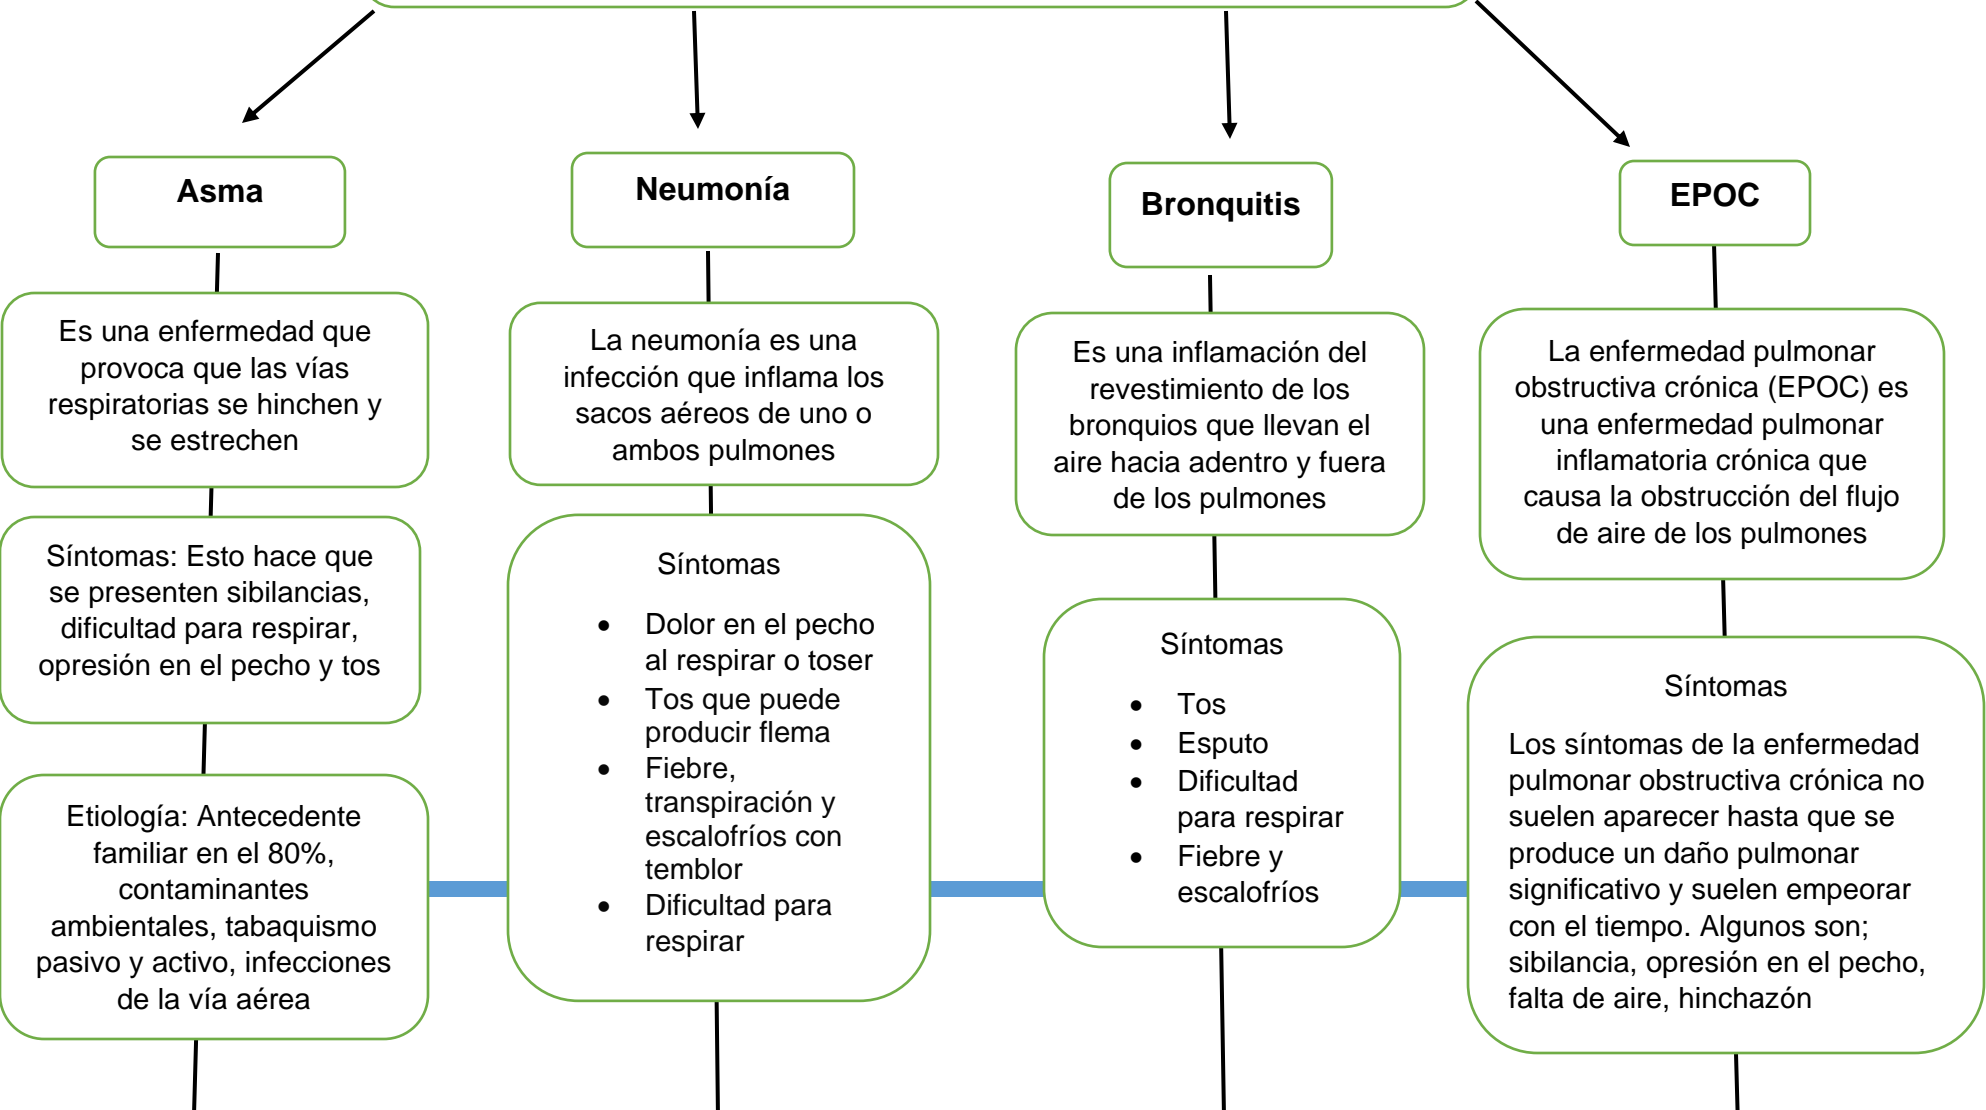 Asma
Es una enfermedad que
provoca que las vías
respiratorias se hinchen y
se estrechen
Síntomas: Esto hace que
se presenten sibilancias,
dificultad para respirar,
opresión en el pecho y tos
Etiología: Antecedente
familiar en el 80%,
contaminantes
ambientales, tabaquismo
pasivo y activo, infecciones
de la vía aérea
Neumonía
La neumonía es una
infección que inflama los
sacos aéreos de uno o
ambos pulmones
Síntomas
• Dolor en el pecho
al respirar o toser
• Tos que puede
producir flema
• Fiebre,
transpiración y
escalofríos con
temblor
• Dificultad para
respirar
Bronquitis
Es una inflamación del
revestimiento de los
bronquios que llevan el
aire hacia adentro y fuera
de los pulmones
Síntomas
• Tos
• Esputo
• Dificultad
para respirar
• Fiebre y
escalofríos
EPOC
La enfermedad pulmonar
obstructiva crónica (EPOC) es
una enfermedad pulmonar
inflamatoria crónica que
causa la obstrucción del flujo
de aire de los pulmones
Síntomas
Los síntomas de la enfermedad
pulmonar obstructiva crónica no
suelen aparecer hasta que se
produce un daño pulmonar
significativo y suelen empeorar
con el tiempo. Algunos son;
sibilancia, opresión en el pecho,
falta de aire, hinchazón